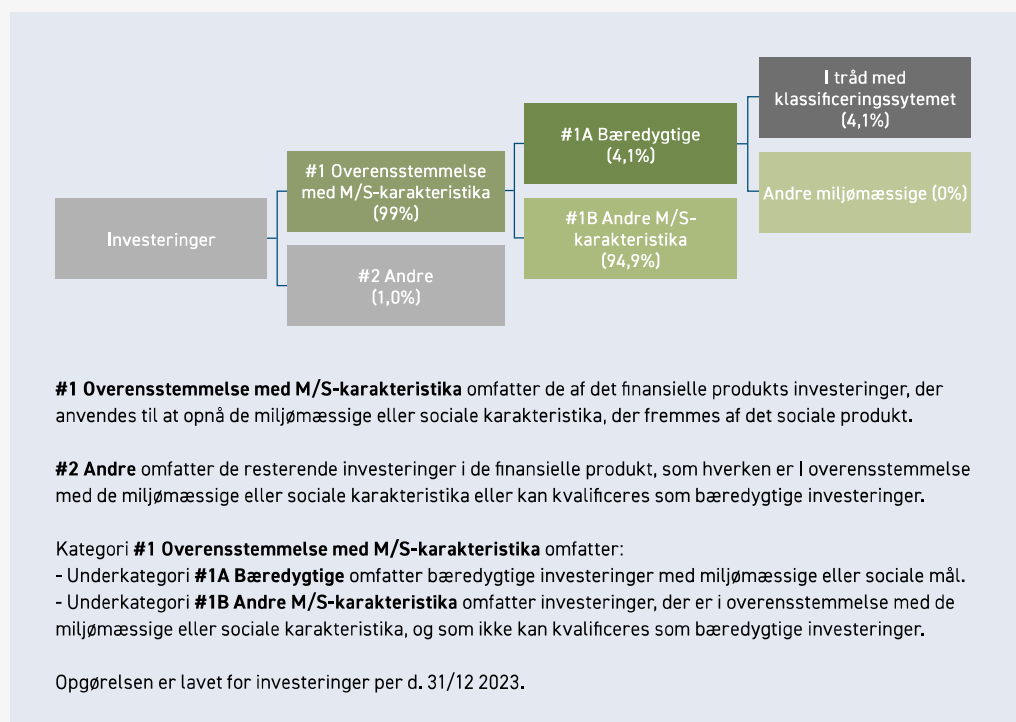 Investeringer
#1 Overensstemmelse
med M/S-karakteristika
(99%)
#2 Andre
(1,0%)
#1A Bæredygtige
(4,1%)
#1B Andre M/S-
karakteristika
(94,9%)
I tråd med
klassificeringssytemet
(4,1%)
Andre miljømæssige (0%)
#1 Overensstemmelse med M/S-karakteristika omfatter de af det finansielle produkts investeringer, der
anvendes til at opnå de miljømæssige eller sociale karakteristika, der fremmes af det sociale produkt.
#2 Andre omfatter de resterende investeringer i de finansielle produkt, som hverken er I overensstemmelse
med de miljømæssige eller sociale karakteristika eller kan kvalificeres som bæredygtige investeringer.
Kategori #1 Overensstemmelse med M/S-karakteristika omfatter:
- Underkategori #1A Bæredygtige omfatter bæredygtige investeringer med miljømæssige eller sociale mål.
- Underkategori #1B Andre M/S-karakteristika omfatter investeringer, der er i overensstemmelse med de
miljømæssige eller sociale karakteristika, og som ikke kan kvalificeres som bæredygtige investeringer.
Opgørelsen er lavet for investeringer per d. 31/12 2023.